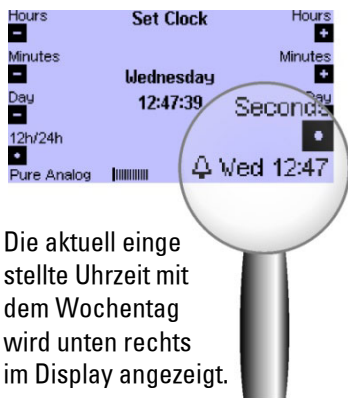 Hours Set Clock Hours
Minutes Minutes
Wednesday
Day 12:47:39 Day
Seconds
12h/24h
Pure Analog Wed 12:47
Die aktuell einge
stellte Uhrzeit mit
dem Wochentag
wird unten rechts
im Display angezeigt.